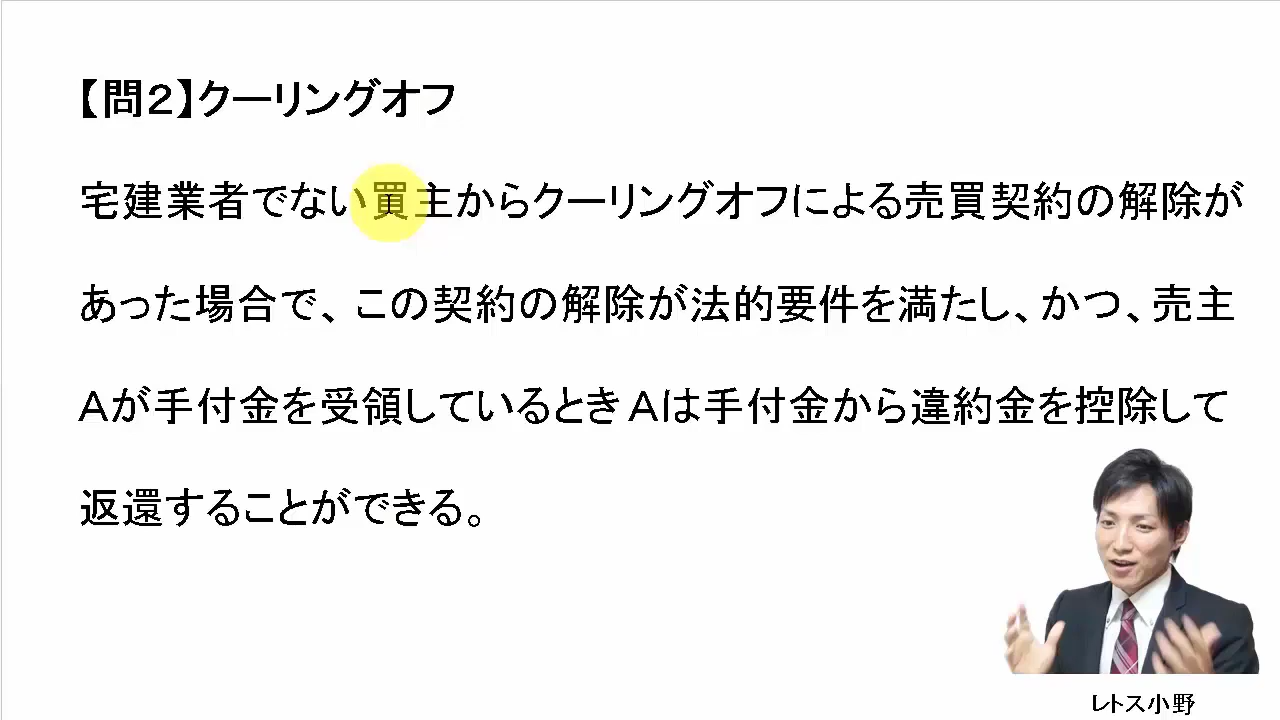 【問2】クーリングオフ
宅建業者でない買主からクーリングオフによる売買契約の解除が
あった場合で、この契約の解除が法的要件を満たし、かつ、売主
Aが手付金を受領しているときAは手付金から違約金を控除して
返還することができる。
レトス小野